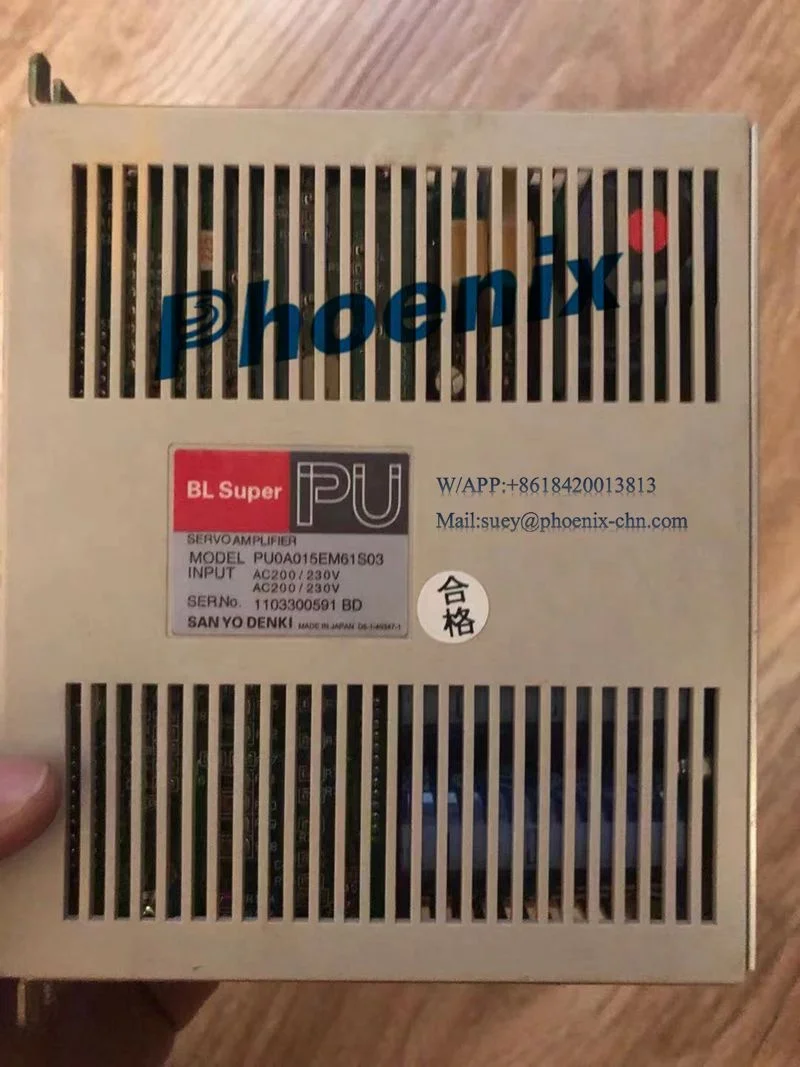 Phoenix
BL Super PU
W/APP:+8618420013813
Mail:suey@phoenix-chn.com
SERVO AMPLIFIER
MODEL PU0A015EM61S03
INPUT AC200/230V
AC200/230V
SER.No. 1103300591 BD
SANYO DENKI MADE IN JAPAN
合格